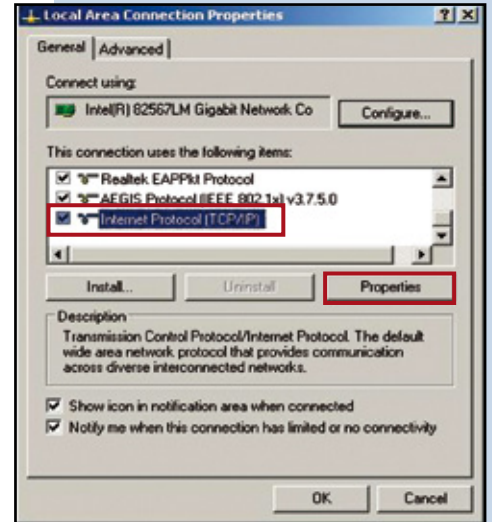 Local Area Connection Properties
General
Advanced
Connect using:
Intel(R) 82567LM Gigabit Network Co
Configure...
This connection uses the following items:
Realtek EAPPkt Protocol
AEGIS Protocol (IEEE 802.1x) v3.7.5.0
Internet Protocol (TCP/IP)
Install...
Uninstall
Properties
Description
Transmission Control Protocol/Internet Protocol. The default
wide area network protocol that provides communication
across diverse interconnected networks.
Show icon in notification area when connected
Notify me when this connection has limited or no connectivity
OK
Cancel